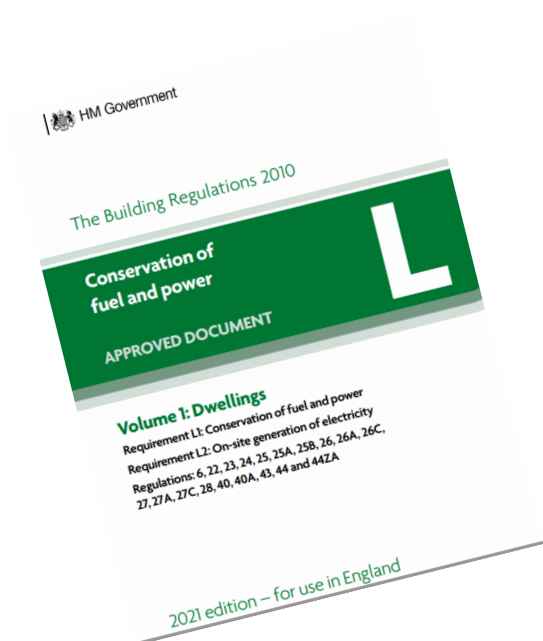 HM Government
The Building Regulations 2010
Conservation of
fuel and power
L
APPROVED DOCUMENT
Volume 1: Dwellings
Requirement L1: Conservation of fuel and power
Requirement L2: On-site generation of electricity
Regulations: 6, 22, 23, 24, 25, 25A, 25B, 26, 26A, 26C,
27, 27A, 27C, 28, 40, 40A, 43, 44 and 44ZA
2021 edition – for use in England